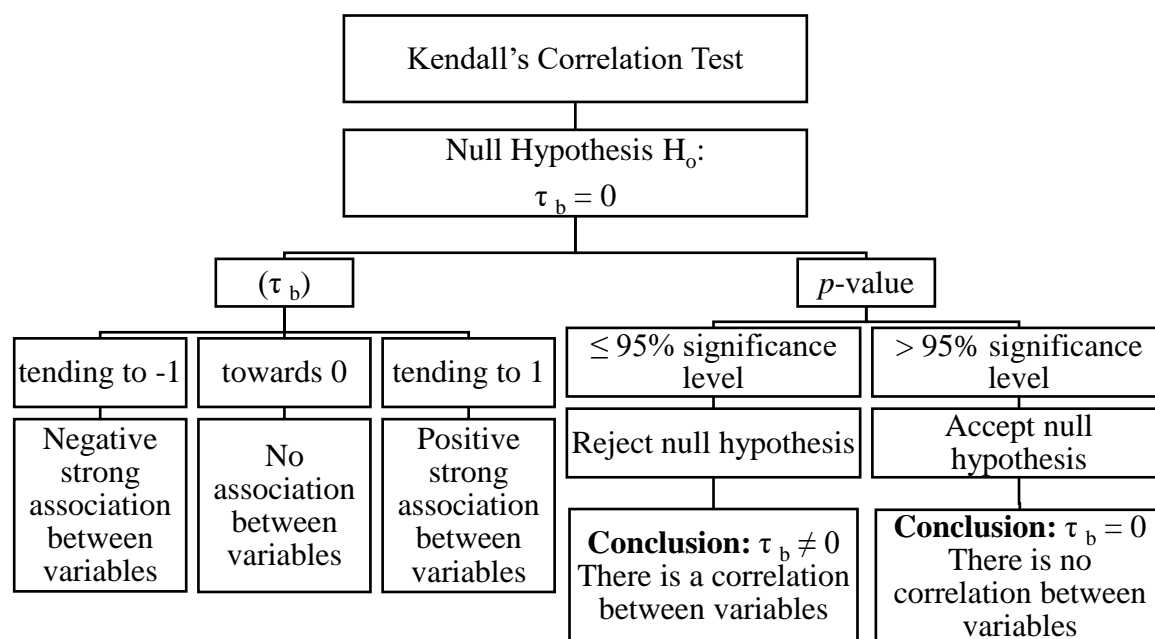 Kendall’s Correlation Test
Null Hypothesis Hₒ:
τ b = 0
(τ b)
p-value
tending to -1
towards 0
tending to 1
≤ 95% significance
level
> 95% significance
level
Negative
strong
association
between
variables
No
association
between
variables
Positive
strong
association
between
variables
Reject null hypothesis
Accept null
hypothesis
Conclusion: τ b ≠ 0
There is a correlation
between variables
Conclusion: τ b = 0
There is no
correlation between
variables